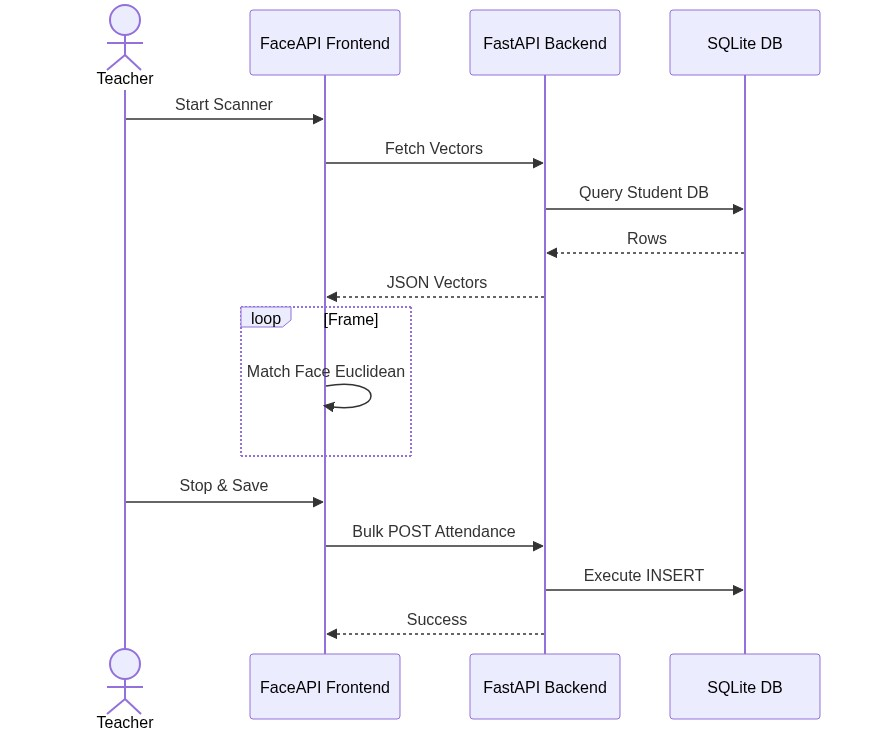 Teacher
FaceAPI Frontend
FastAPI Backend
SQLite DB
Start Scanner
Fetch Vectors
Query Student DB
Rows
JSON Vectors
loop
[Frame]
Match Face Euclidean
Stop & Save
Bulk POST Attendance
Execute INSERT
Success
Teacher
FaceAPI Frontend
FastAPI Backend
SQLite DB